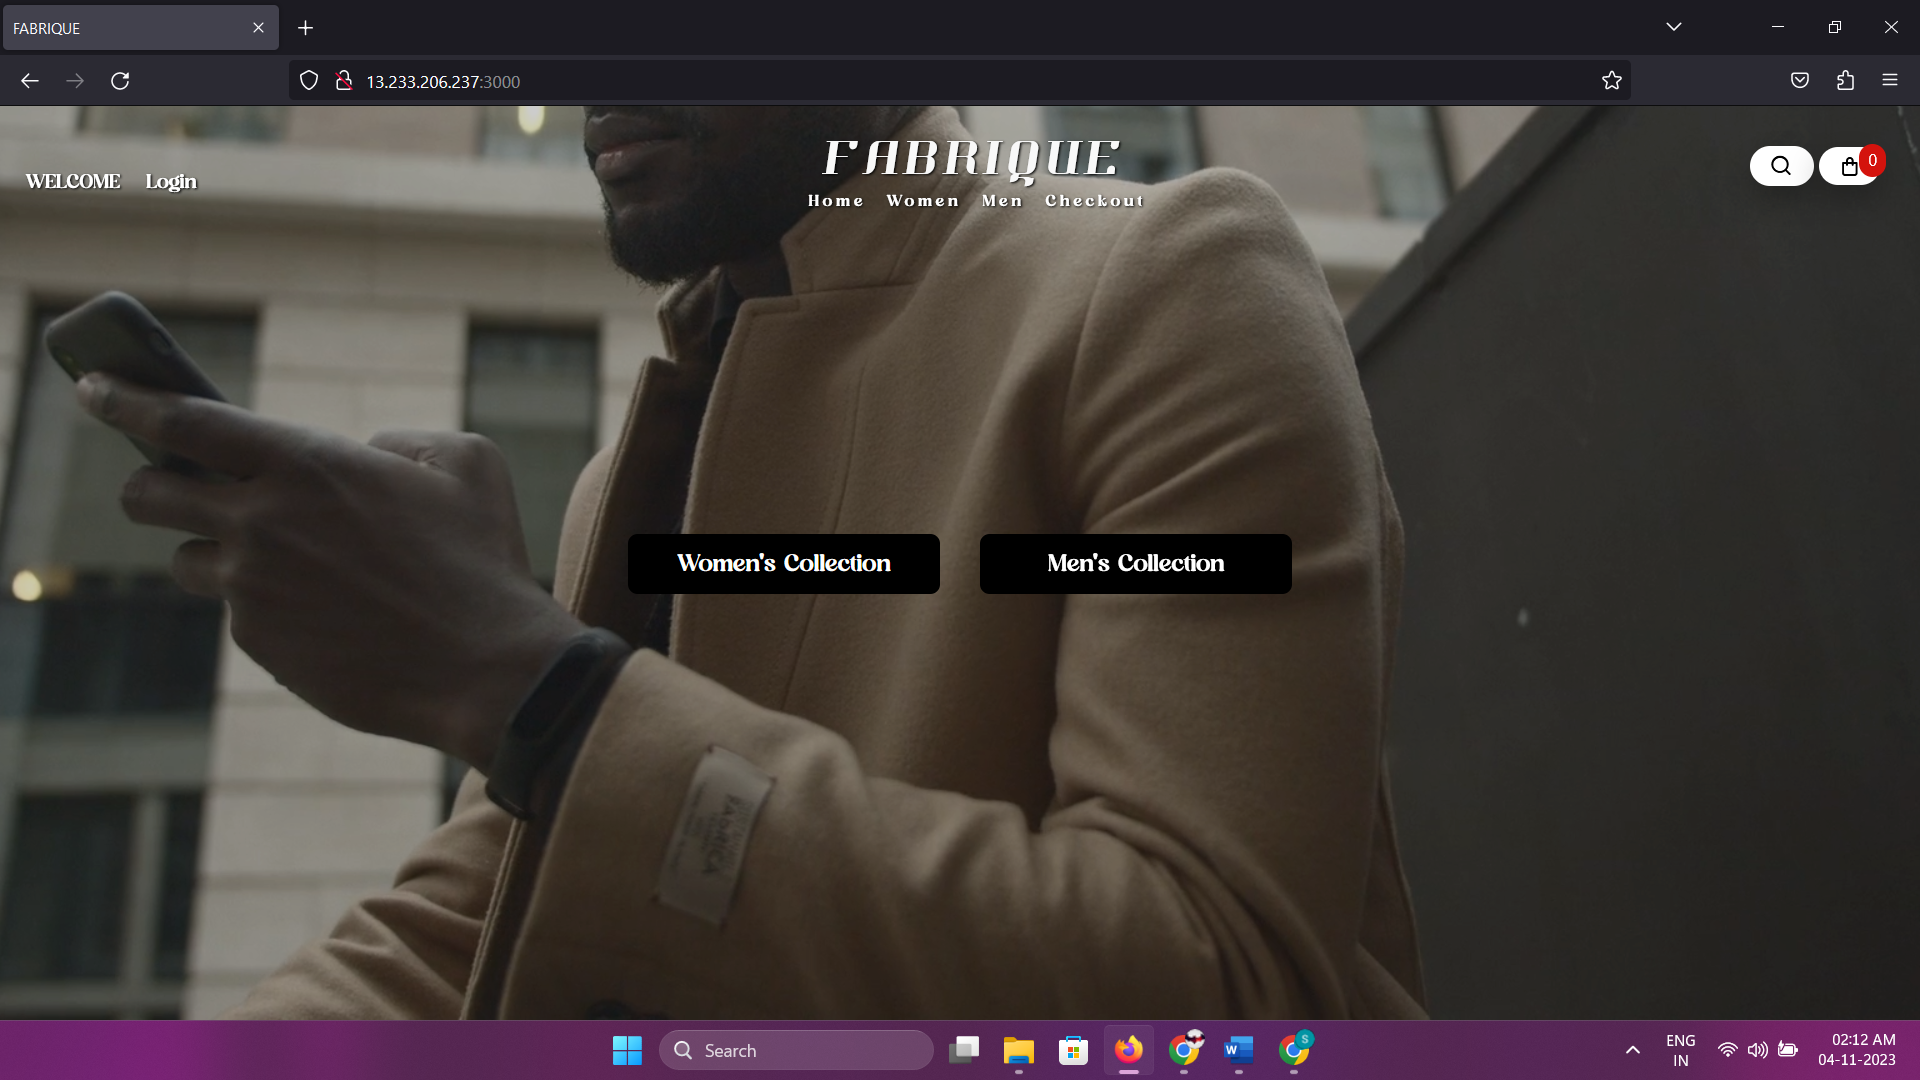 FABRIQUE
13.233.206.237:3000
FABRIQUE
WELCOME Login
Home Women Men Checkout
0
Women's Collection Men's Collection
FABRICA
Search
W
S
ENG
IN
02:12 AM
04-11-2023